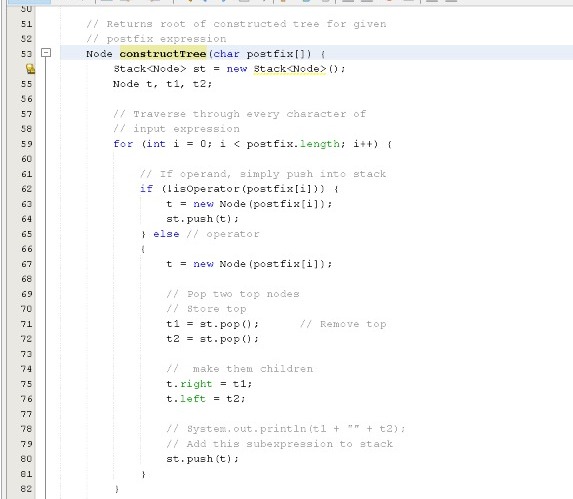 50
51 // Returns root of constructed tree for given
52 // postfix expression
53 Node constructTree(char postfix[]) {
Stack<Node> st = new Stack<Node>();
55 Node t, t1, t2;
56
57 // Traverse through every character of
58 // input expression
59 for (int i = 0; i < postfix.length; i++) {
60
61 // If operand, simply push into stack
62 if (!isOperator(postfix[i])) {
63 t = new Node(postfix[i]);
64 st.push(t);
65 } else // operator
66 {
67 t = new Node(postfix[i]);
68
69 // Pop two top nodes
70 // Store top
71 t1 = st.pop(); // Remove top
72 t2 = st.pop();
73
74 // make them children
75 t.right = t1;
76 t.left = t2;
77
78 // System.out.println(t1 + "" + t2);
79 // Add this subexpression to stack
80 st.push(t);
81 }
82 }